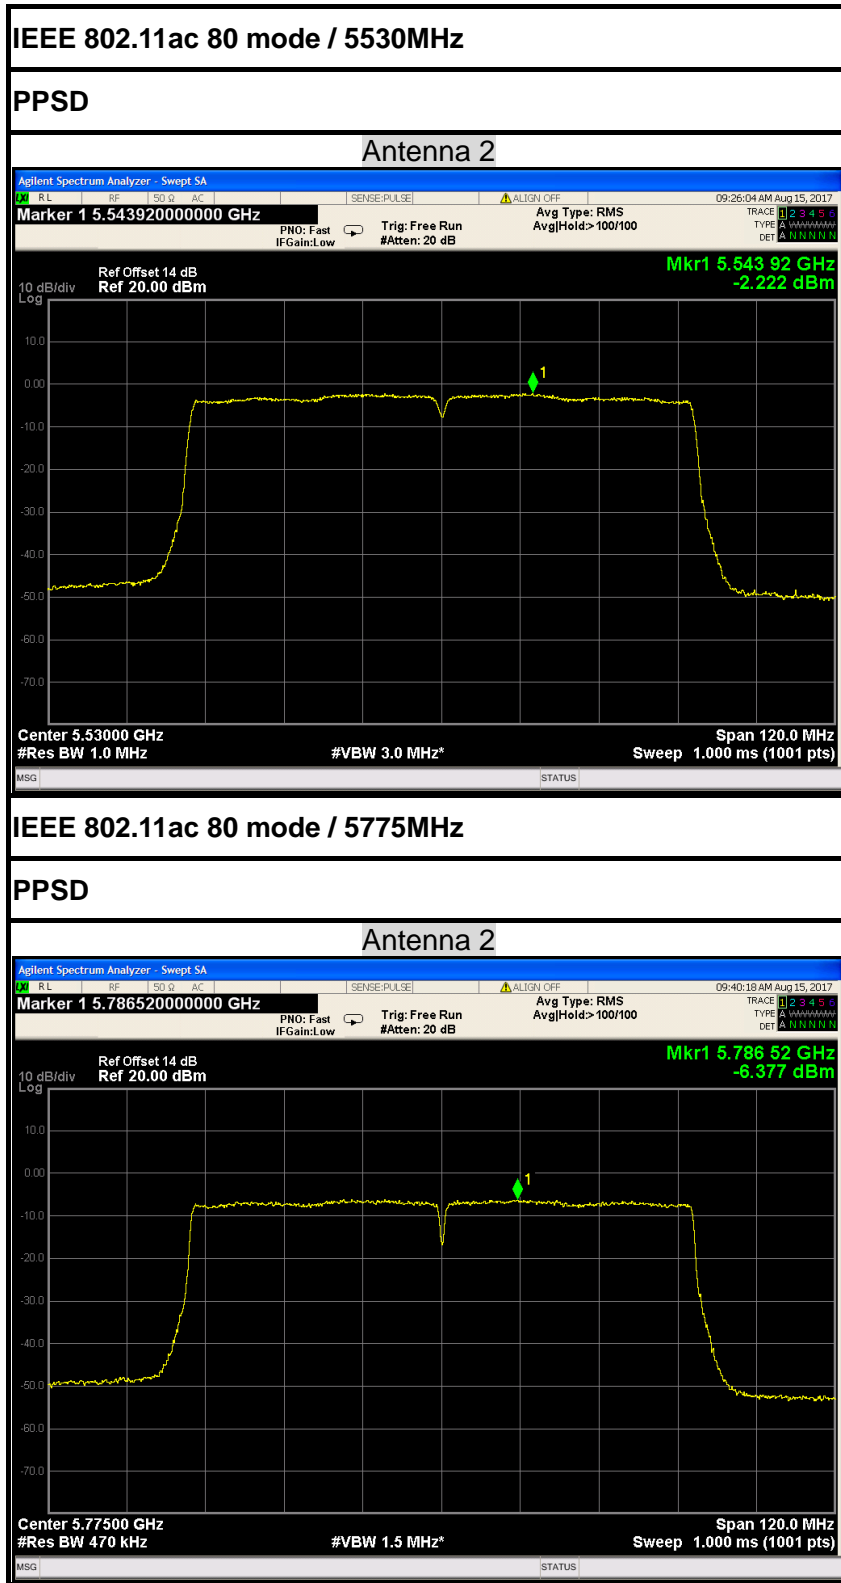 IEEE 802.11ac 80 mode / 5530MHz
PPSD
Antenna 2
Agilent Spectrum Analyzer - Swept SA
LXI RL RF 50 Ω AC SENSE:PULSE ALIGN OFF 09:26:04 AM Aug 15, 2017
Marker 1 5.543920000000 GHz
PNO: Fast
IFGain:Low
Trig: Free Run
#Atten: 20 dB
Avg Type: RMS
Avg|Hold:>100/100
TRACE 1 2 3 4 5 6
TYPE A WWWWW
DET A N N N N N
Mkr1 5.543 92 GHz
-2.222 dBm
Ref Offset 14 dB
10 dB/div Ref 20.00 dBm
Log
10.0
0.00
-10.0
-20.0
-30.0
-40.0
-50.0
-60.0
-70.0
1
Center 5.53000 GHz Span 120.0 MHz
#Res BW 1.0 MHz #VBW 3.0 MHz* Sweep 1.000 ms (1001 pts)
MSG STATUS
IEEE 802.11ac 80 mode / 5775MHz
PPSD
Antenna 2
Agilent Spectrum Analyzer - Swept SA
LXI RL RF 50 Ω AC SENSE:PULSE ALIGN OFF 09:40:18 AM Aug 15, 2017
Marker 1 5.786520000000 GHz
PNO: Fast
IFGain:Low
Trig: Free Run
#Atten: 20 dB
Avg Type: RMS
Avg|Hold:>100/100
TRACE 1 2 3 4 5 6
TYPE A WWWWW
DET A N N N N N
Mkr1 5.786 52 GHz
-6.377 dBm
Ref Offset 14 dB
10 dB/div Ref 20.00 dBm
Log
10.0
0.00
-10.0
-20.0
-30.0
-40.0
-50.0
-60.0
-70.0
1
Center 5.77500 GHz Span 120.0 MHz
#Res BW 470 kHz #VBW 1.5 MHz* Sweep 1.000 ms (1001 pts)
MSG STATUS